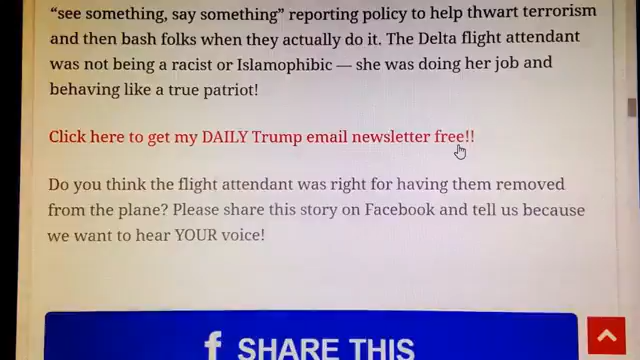 “see something, say something” reporting policy to help thwart terrorism
and then bash folks when they actually do it. The Delta flight attendant
was not being a racist or Islamophibic — she was doing her job and
behaving like a true patriot!
Click here to get my DAILY Trump email newsletter free!!
Do you think the flight attendant was right for having them removed
from the plane? Please share this story on Facebook and tell us because
we want to hear YOUR voice!
f SHARE THIS